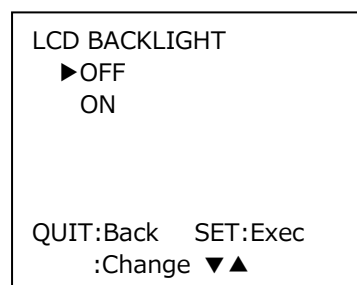 LCD BACKLIGHT
▶OFF
ON
QUIT:Back SET:Exec
:Change ▼▲